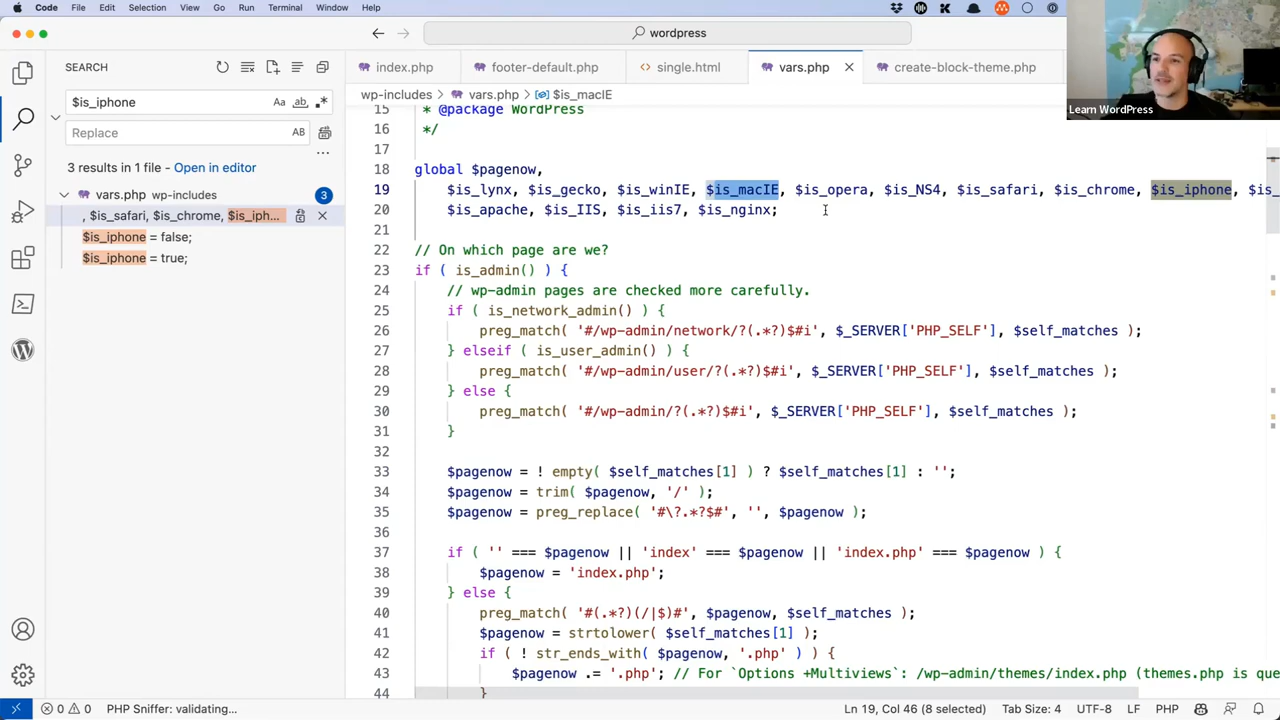 Code File Edit Selection View Go Run Terminal Window Help
wordpress
SEARCH
index.php footer-default.php single.html vars.php create-block-theme.php
Learn WordPress
$is_iphone Aa ab
wp-includes > vars.php > $is_macIE
Replace AB
3 results in 1 file - Open in editor
vars.php wp-includes 3
, $is_safari, $is_chrome, $is_iph...
$is_iphone = false;
$is_iphone = true;
15 * @package WordPress
16 */
17
18 global $pagenow,
19 $is_lynx, $is_gecko, $is_winIE, $is_macIE, $is_opera, $is_NS4, $is_safari, $is_chrome, $is_iphone, $is_
20 $is_apache, $is_IIS, $is_iis7, $is_nginx;
21
22 // On which page are we?
23 if ( is_admin() ) {
24 // wp-admin pages are checked more carefully.
25 if ( is_network_admin() ) {
26 preg_match( '#/wp-admin/network/?(.*?)$#i', $_SERVER['PHP_SELF'], $self_matches );
27 } elseif ( is_user_admin() ) {
28 preg_match( '#/wp-admin/user/?(.*?)$#i', $_SERVER['PHP_SELF'], $self_matches );
29 } else {
30 preg_match( '#/wp-admin/?(.*?)$#i', $_SERVER['PHP_SELF'], $self_matches );
31 }
32
33 $pagenow = ! empty( $self_matches[1] ) ? $self_matches[1] : '';
34 $pagenow = trim( $pagenow, '/' );
35 $pagenow = preg_replace( '#\?.*?$#', '', $pagenow );
36
37 if ( '' === $pagenow || 'index' === $pagenow || 'index.php' === $pagenow ) {
38 $pagenow = 'index.php';
39 } else {
40 preg_match( '#(.*?)(/|$)#', $pagenow, $self_matches );
41 $pagenow = strtolower( $self_matches[1] );
42 if ( ! str_ends_with( $pagenow, '.php' ) ) {
43 $pagenow .= '.php'; // For `Options +Multiviews`: /wp-admin/themes/index.php (themes.php is que
44 }
0 0 PHP Sniffer: validating... Ln 19, Col 46 (8 selected) Tab Size: 4 UTF-8 LF PHP